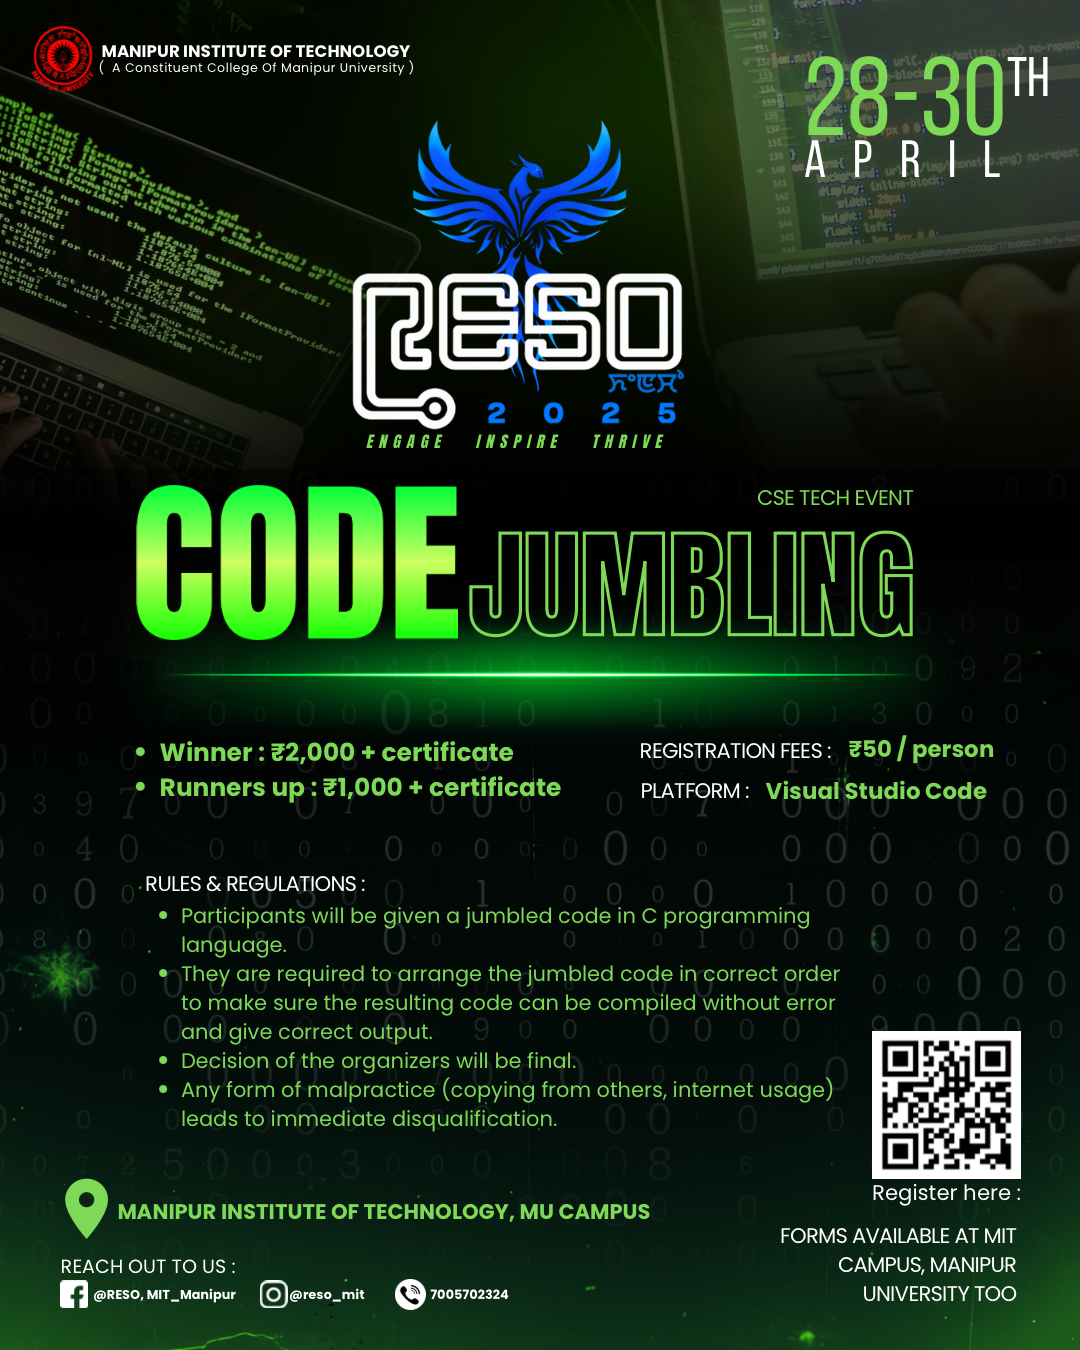 MANIPUR INSTITUTE OF TECHNOLOGY
( A Constituent College Of Manipur University )
28-30TH
APRIL
RESO
2025
ENGAGE INSPIRE THRIVE
CSE TECH EVENT
CODE JUMBLING
• Winner : ₹2,000 + certificate
• Runners up : ₹1,000 + certificate
REGISTRATION FEES : ₹50 / person
PLATFORM : Visual Studio Code
RULES & REGULATIONS :
• Participants will be given a jumbled code in C programming
language.
• They are required to arrange the jumbled code in correct order
to make sure the resulting code can be compiled without error
and give correct output.
• Decision of the organizers will be final.
• Any form of malpractice (copying from others, internet usage)
leads to immediate disqualification.
Register here :
FORMS AVAILABLE AT MIT
CAMPUS, MANIPUR
UNIVERSITY TOO
MANIPUR INSTITUTE OF TECHNOLOGY, MU CAMPUS
REACH OUT TO US :
@RESO, MIT_Manipur @reso_mit 7005702324